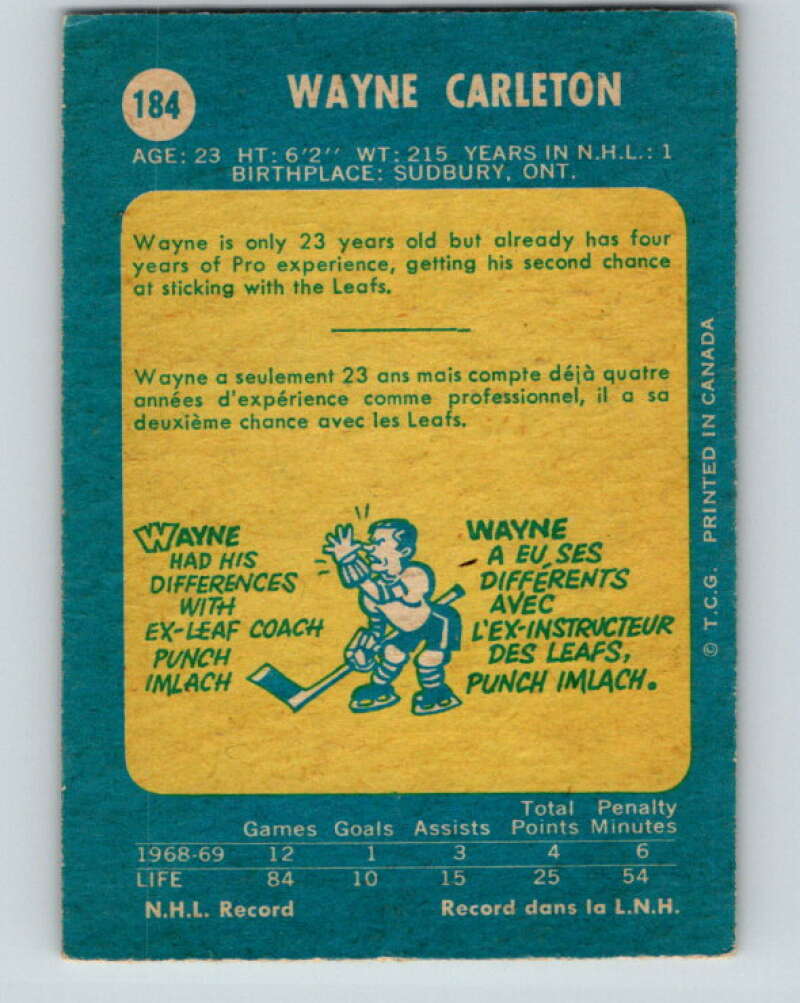 184
WAYNE CARLETON
AGE: 23 HT: 6'2'' WT: 215 YEARS IN N.H.L.: 1
BIRTHPLACE: SUDBURY, ONT.
Wayne is only 23 years old but already has four
years of Pro experience, getting his second chance
at sticking with the Leafs.
Wayne a seulement 23 ans mais compte déjà quatre
années d'expérience comme professionnel, il a sa
deuxième chance avec les Leafs.
WAYNE
HAD HIS
DIFFERENCES
WITH
EX-LEAF COACH
PUNCH
IMLACH
WAYNE
A EU SES
DIFFÉRENTS
AVEC
L'EX-INSTRUCTEUR
DES LEAFS,
PUNCH IMLACH.
© T.C.G. PRINTED IN CANADA
Total Penalty
Games Goals Assists Points Minutes
1968-69 12 1 3 4 6
LIFE 84 10 15 25 54
N.H.L. Record Record dans la L.N.H.